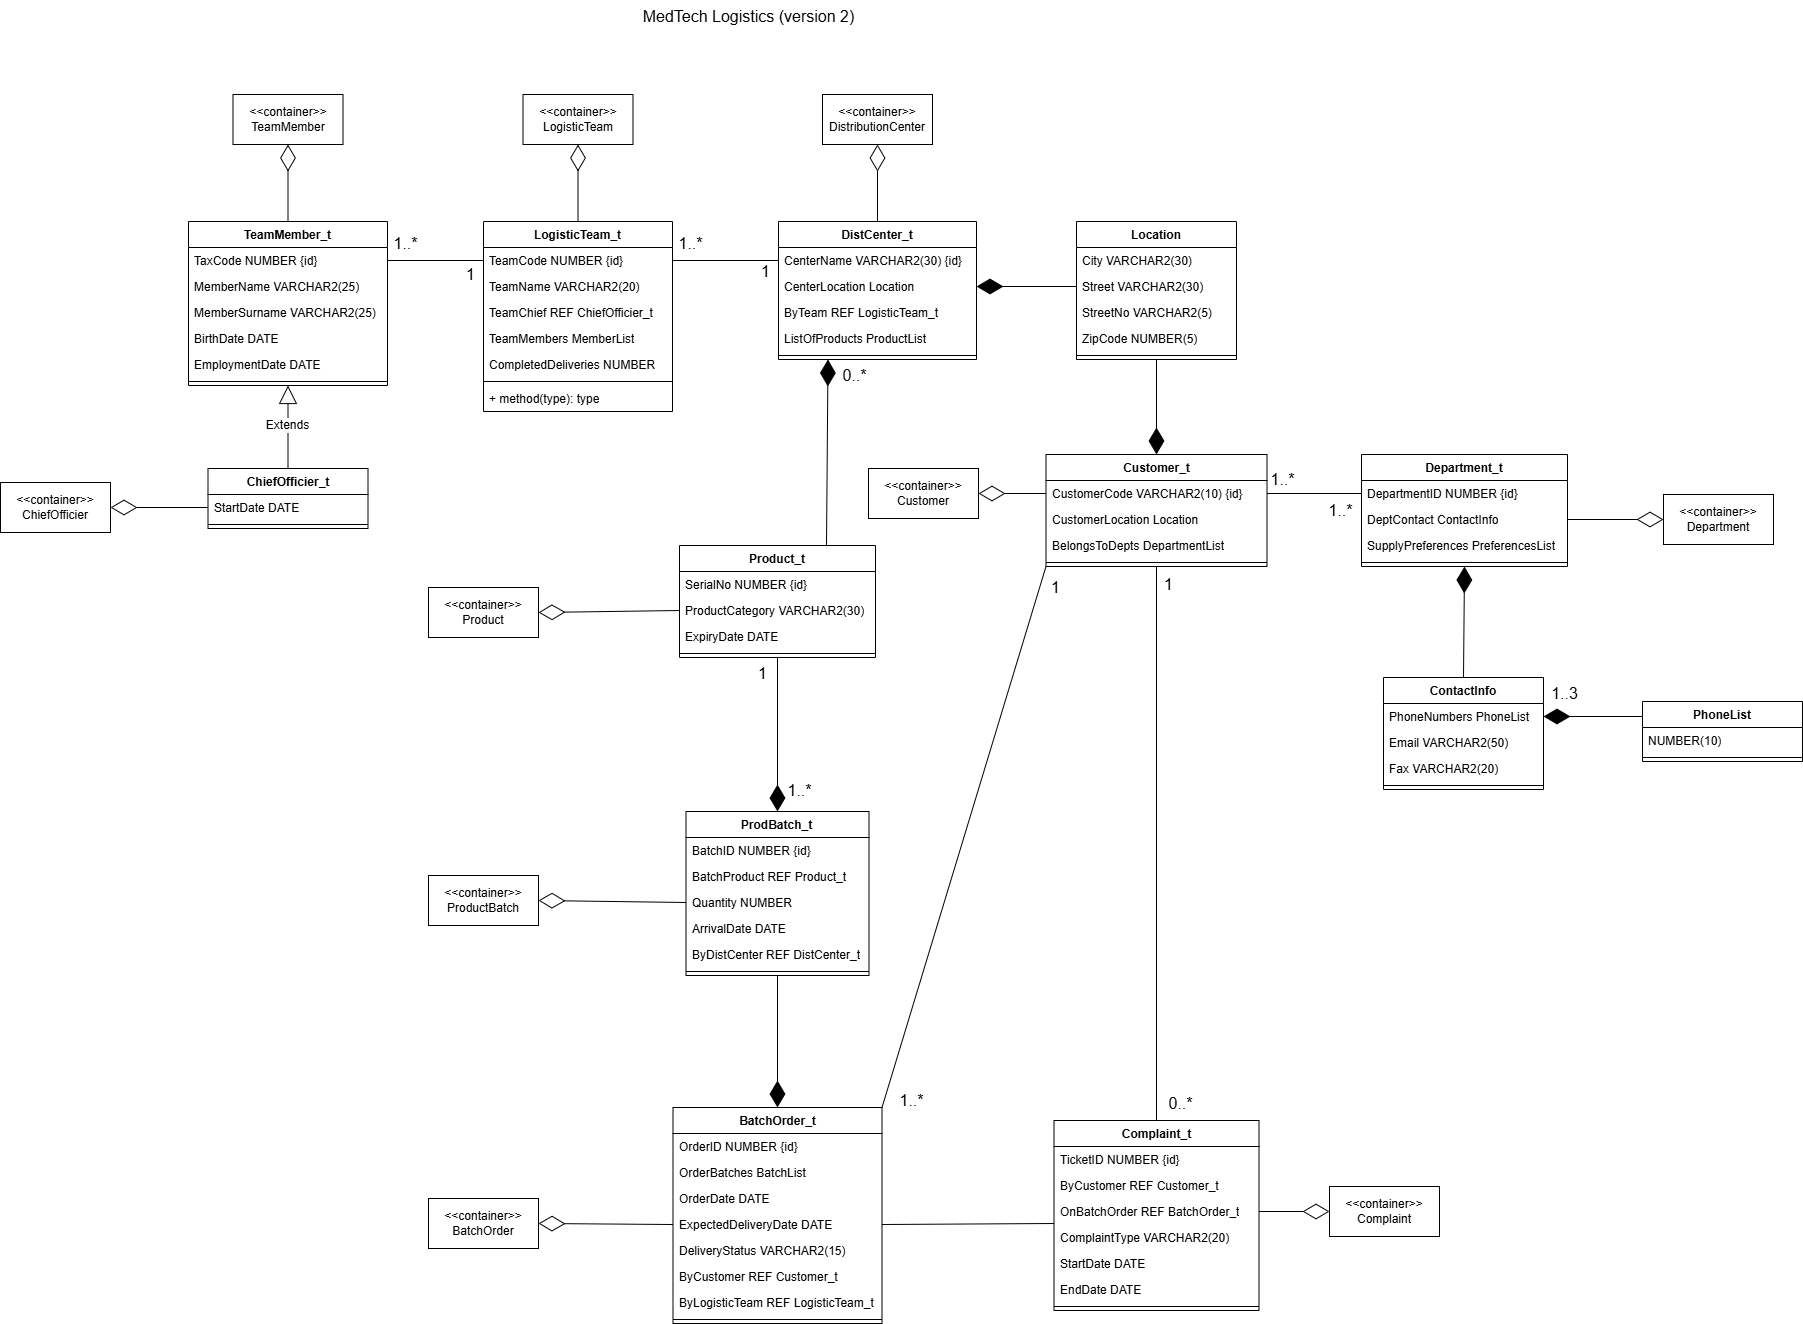 MedTech Logistics (version 2)
<<container>>
TeamMember
<<container>>
LogisticTeam
<<container>>
DistributionCenter
TeamMember_t
TaxCode NUMBER {id}
MemberName VARCHAR2(25)
MemberSurname VARCHAR2(25)
BirthDate DATE
EmploymentDate DATE
1..*
1
LogisticTeam_t
TeamCode NUMBER {id}
TeamName VARCHAR2(20)
TeamChief REF ChiefOfficier_t
TeamMembers MemberList
CompletedDeliveries NUMBER
+ method(type): type
1..*
1
DistCenter_t
CenterName VARCHAR2(30) {id}
CenterLocation Location
ByTeam REF LogisticTeam_t
ListOfProducts ProductList
0..*
Location
City VARCHAR2(30)
Street VARCHAR2(30)
StreetNo VARCHAR2(5)
ZipCode NUMBER(5)
Extends
<<container>>
ChiefOfficier
ChiefOfficier_t
StartDate DATE
<<container>>
Customer
Customer_t
CustomerCode VARCHAR2(10) {id}
CustomerLocation Location
BelongsToDepts DepartmentList
1..*
1..*
1
1
Department_t
DepartmentID NUMBER {id}
DeptContact ContactInfo
SupplyPreferences PreferencesList
<<container>>
Department
<<container>>
Product
Product_t
SerialNo NUMBER {id}
ProductCategory VARCHAR2(30)
ExpiryDate DATE
1
1..*
ContactInfo
PhoneNumbers PhoneList
Email VARCHAR2(50)
Fax VARCHAR2(20)
1..3
PhoneList
NUMBER(10)
<<container>>
ProductBatch
ProdBatch_t
BatchID NUMBER {id}
BatchProduct REF Product_t
Quantity NUMBER
ArrivalDate DATE
ByDistCenter REF DistCenter_t
1..*
0..*
<<container>>
BatchOrder
BatchOrder_t
OrderID NUMBER {id}
OrderBatches BatchList
OrderDate DATE
ExpectedDeliveryDate DATE
DeliveryStatus VARCHAR2(15)
ByCustomer REF Customer_t
ByLogisticTeam REF LogisticTeam_t
Complaint_t
TicketID NUMBER {id}
ByCustomer REF Customer_t
OnBatchOrder REF BatchOrder_t
ComplaintType VARCHAR2(20)
StartDate DATE
EndDate DATE
<<container>>
Complaint